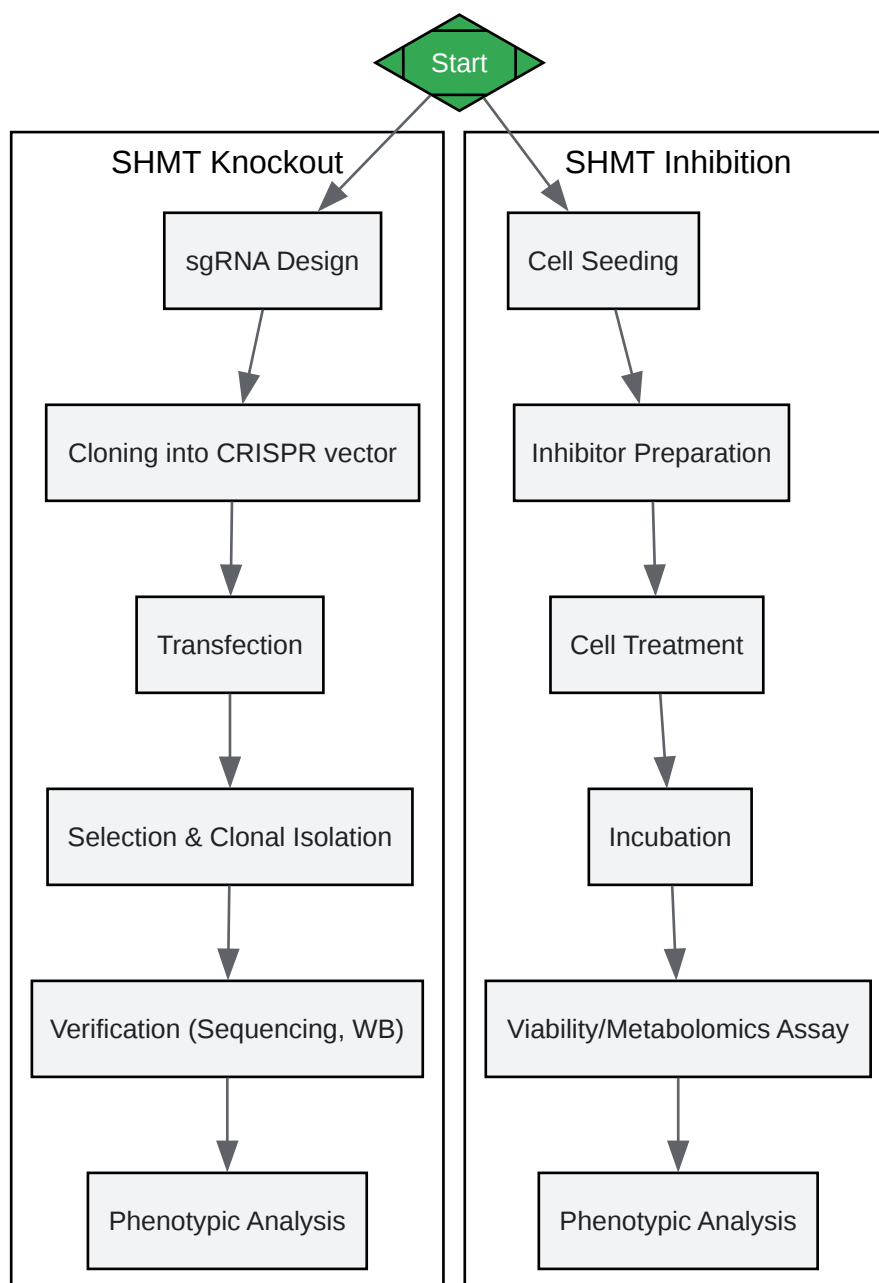 Start
SHMT Knockout
sgRNA Design
Cloning into CRISPR vector
Transfection
Selection & Clonal Isolation
Verification (Sequencing, WB)
Phenotypic Analysis
SHMT Inhibition
Cell Seeding
Inhibitor Preparation
Cell Treatment
Incubation
Viability/Metabolomics Assay
Phenotypic Analysis